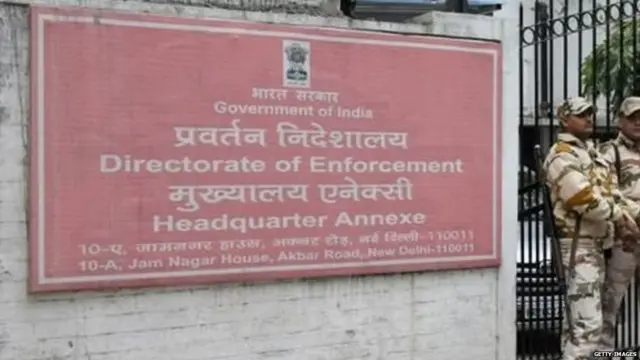 भारत सरकार
Government of India
प्रवर्तन निदेशालय
Directorate of Enforcement
मुख्यालय एनेक्सी
Headquarter Annexe
10-ए, जामनगर हाउस, अकबर रोड, नई दिल्ली-110011
10-A, Jam Nagar House, Akbar Road, New Delhi-110011
GETTY IMAGES